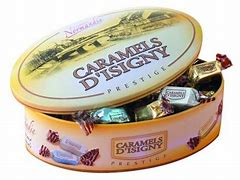 Normandie
CARAMELS
D'ISIGNY
PRESTIGE
CARAMELS
D'ISIGNY
PRESTIGE